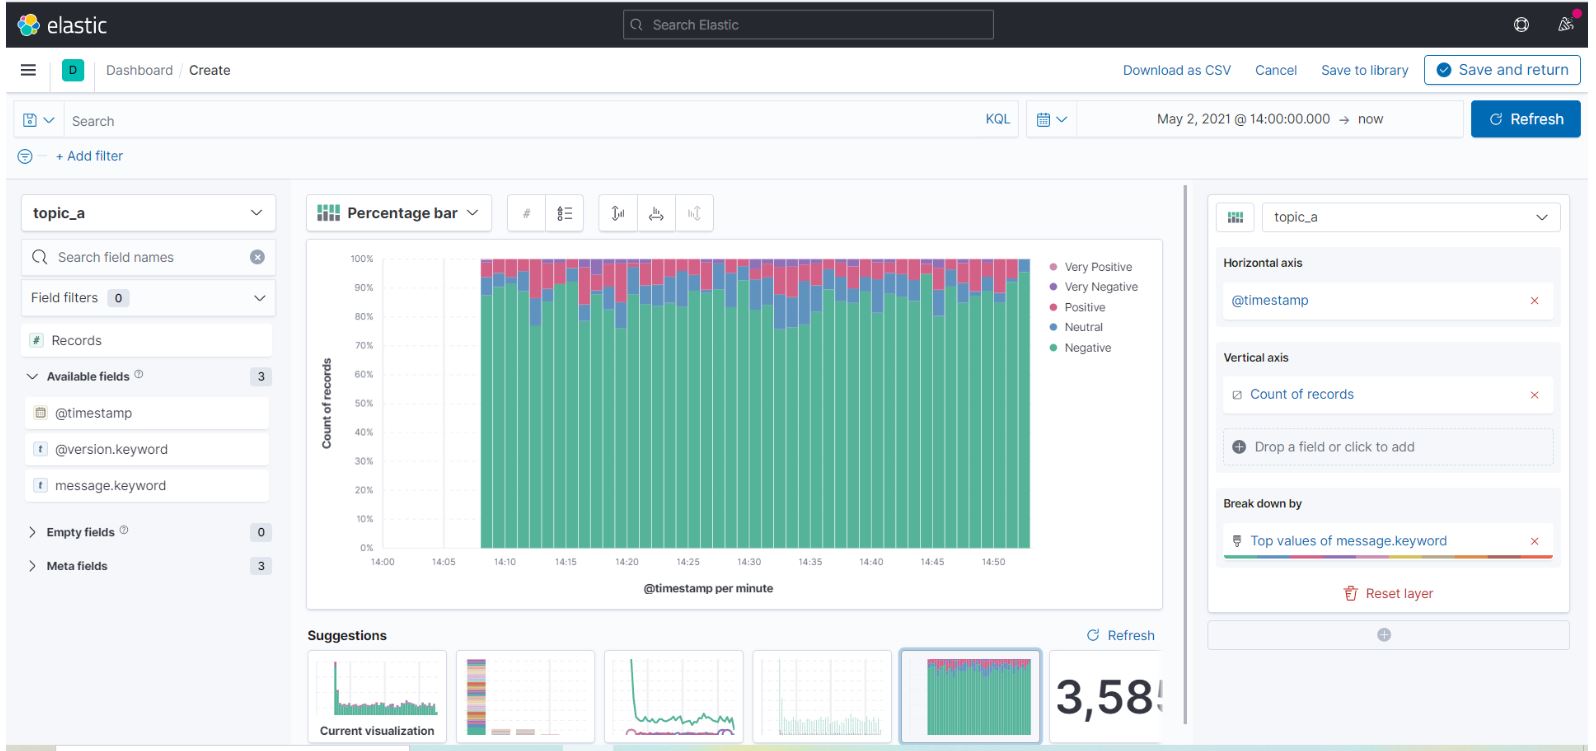 elastic
Search Elastic
D
Dashboard / Create
Download as CSV
Cancel
Save to library
Save and return
Search
KQL
May 2, 2021 @ 14:00:00.000 → now
Refresh
+ Add filter
topic_a
Search field names
Field filters 0
# Records
Available fields 3
@timestamp
t @version.keyword
t message.keyword
Empty fields 0
Meta fields 3
Percentage bar
#
Count of records
100%
90%
80%
70%
60%
50%
40%
30%
20%
10%
0%
14:00 14:05 14:10 14:15 14:20 14:25 14:30 14:35 14:40 14:45 14:50
@timestamp per minute
Very Positive
Very Negative
Positive
Neutral
Negative
Suggestions
Refresh
Current visualization
3,585
topic_a
Horizontal axis
@timestamp
Vertical axis
Count of records
Drop a field or click to add
Break down by
Top values of message.keyword
Reset layer